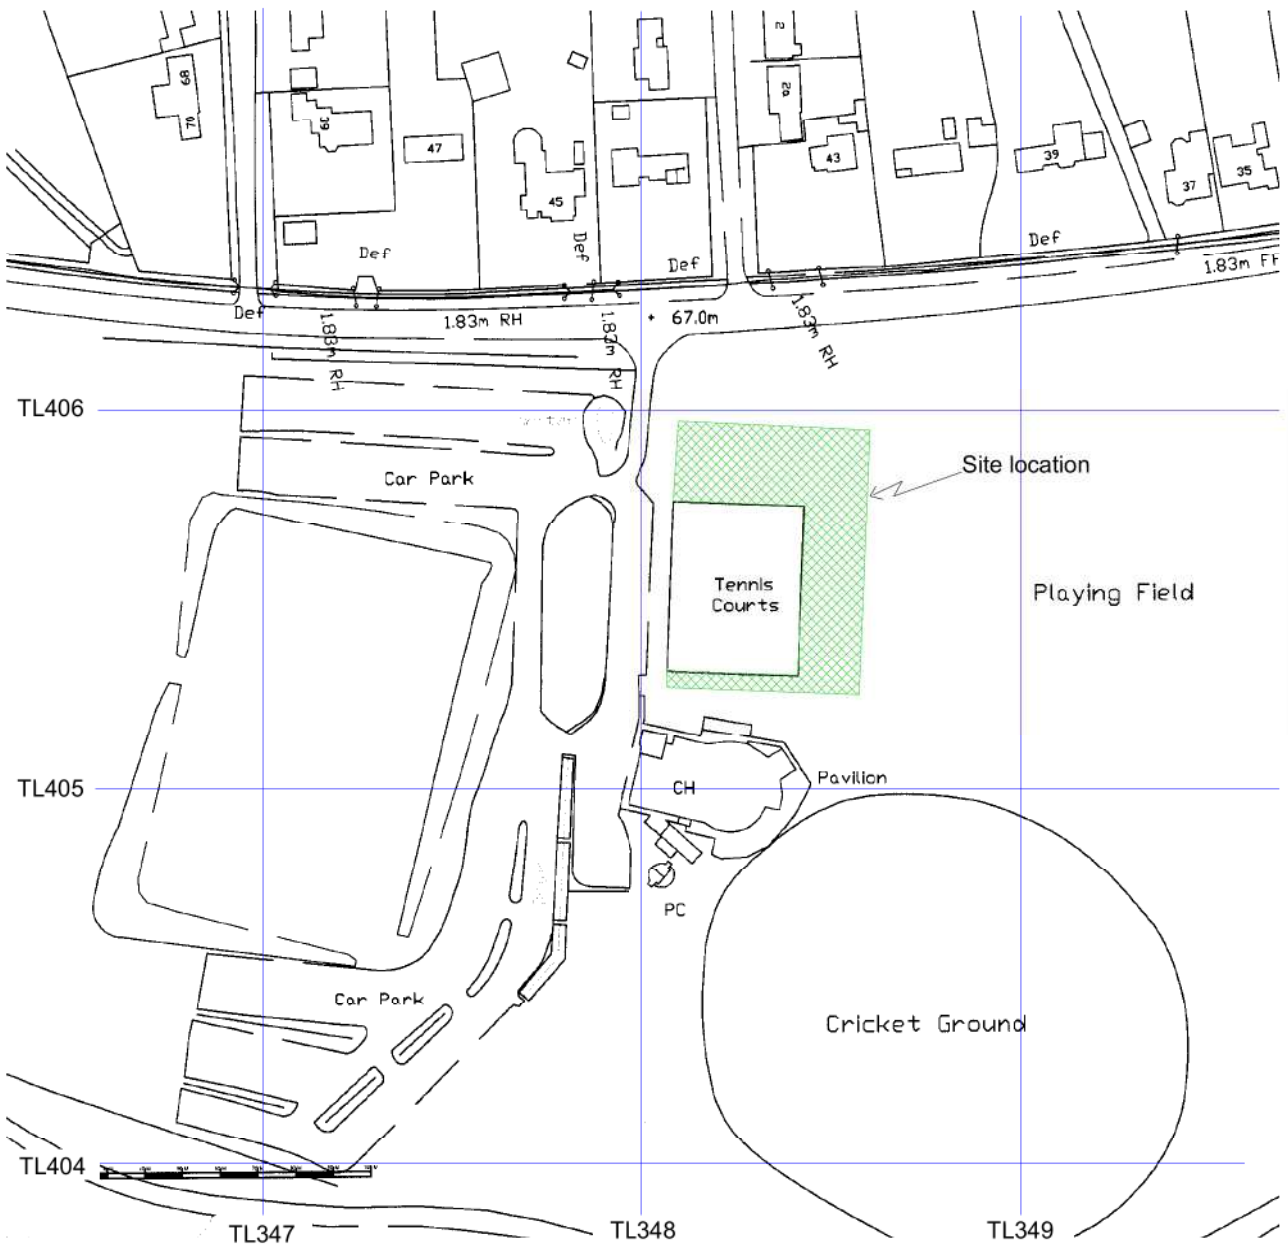 2
68
2a
70
39
47
43
39
45
37
35
Def
Def
Def
Def
1.83m FH
Def
1.83m RH
1.83m RH
1.83m RH
+ 67.0m
1.83m RH
TL406
Car Park
Site location
Tennis
Courts
Playing Field
Pavilion
TL405
CH
PC
Car Park
Cricket Ground
TL404
TL347
TL348
TL349